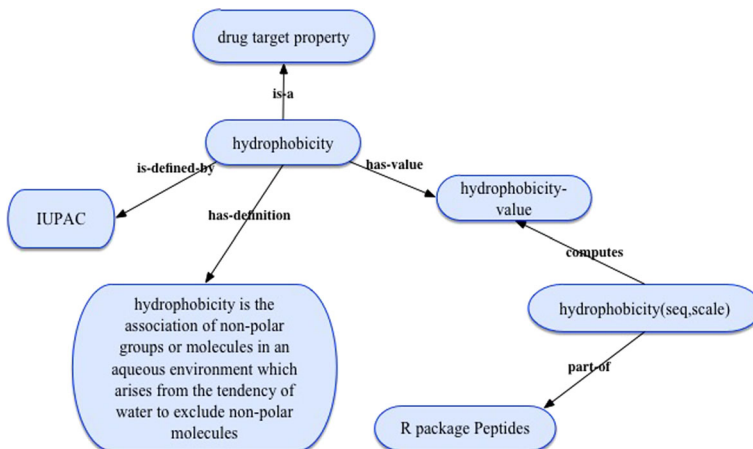 drug target property
is-a
hydrophobicity
is-defined-by
has-value
IUPAC
has-definition
hydrophobicity-
value
computes
hydrophobicity is the
association of non-polar
groups or molecules in an
aqueous environment which
arises from the tendency of
water to exclude non-polar
molecules
hydrophobicity(seq,scale)
part-of
R package Peptides